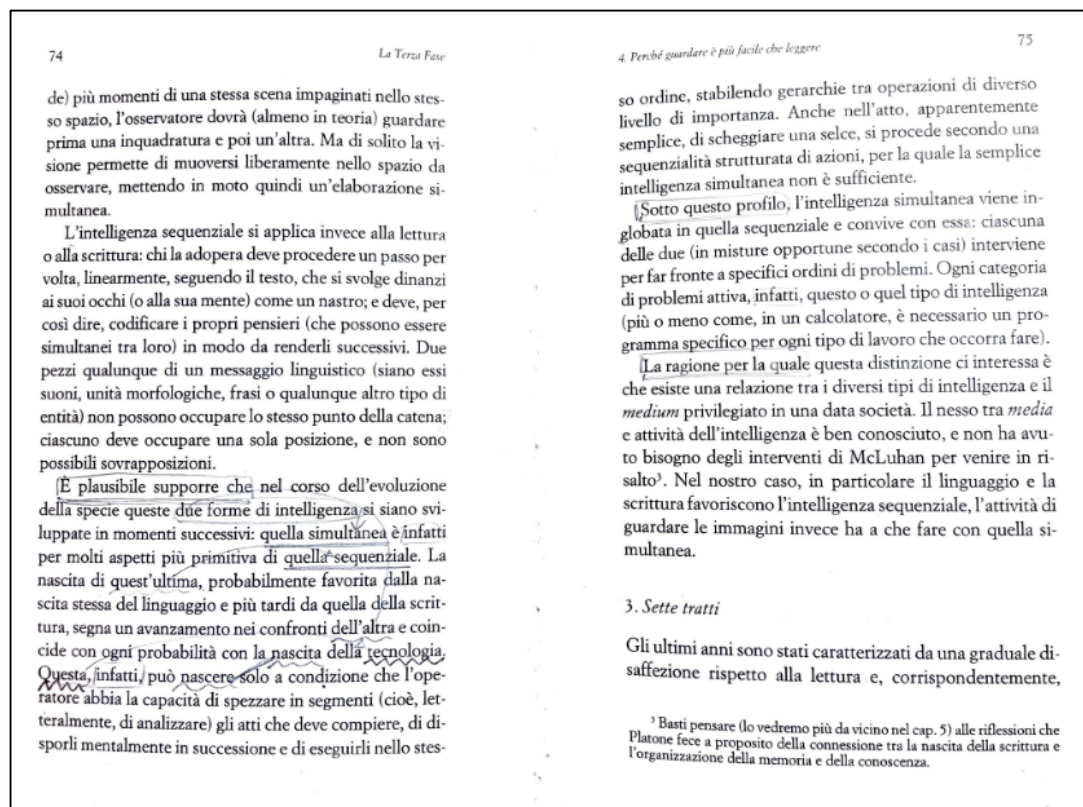 74
La Terza Fase
de) più momenti di una stessa scena impaginati nello stes-
so spazio, l'osservatore dovrà (almeno in teoria) guardare
prima una inquadratura e poi un'altra. Ma di solito la vi-
sione permette di muoversi liberamente nello spazio da
osservare, mettendo in moto quindi un'elaborazione si-
multanea.
L'intelligenza sequenziale si applica invece alla lettura
o alla scrittura: chi la adopera deve procedere un passo per
volta, linearmente, seguendo il testo, che si svolge dinanzi
ai suoi occhi (o alla sua mente) come un nastro; e deve, per
così dire, codificare i propri pensieri (che possono essere
simultanei tra loro) in modo da renderli successivi. Due
pezzi qualunque di un messaggio linguistico (siano essi
suoni, unità morfologiche, frasi o qualunque altro tipo di
entità) non possono occupare lo stesso punto della catena;
ciascuno deve occupare una sola posizione, e non sono
possibili sovrapposizioni.
È plausibile supporre che nel corso dell'evoluzione
della specie queste due forme di intelligenza si siano svi-
luppate in momenti successivi: quella simultanea è infatti
per molti aspetti più primitiva di quella sequenziale. La
nascita di quest'ultima, probabilmente favorita dalla na-
scita stessa del linguaggio e più tardi da quella della scrit-
tura, segna un avanzamento nei confronti dell'altra e coin-
cide con ogni probabilità con la nascita della tecnologia.
Questa, infatti, può nascere solo a condizione che l'ope-
ratore abbia la capacità di spezzare in segmenti (cioè, let-
teralmente, di analizzare) gli atti che deve compiere, di di-
sporli mentalmente in successione e di eseguirli nello stes-
4. Perché guardare è più facile che leggere
75
so ordine, stabilendo gerarchie tra operazioni di diverso
livello di importanza. Anche nell'atto, apparentemente
semplice, di scheggiare una selce, si procede secondo una
sequenzialità strutturata di azioni, per la quale la semplice
intelligenza simultanea non è sufficiente.
Sotto questo profilo, l'intelligenza simultanea viene in-
globata in quella sequenziale e convive con essa: ciascuna
delle due (in misture opportune secondo i casi) interviene
per far fronte a specifici ordini di problemi. Ogni categoria
di problemi attiva, infatti, questo o quel tipo di intelligenza
(più o meno come, in un calcolatore, è necessario un pro-
gramma specifico per ogni tipo di lavoro che occorra fare).
La ragione per la quale questa distinzione ci interessa è
che esiste una relazione tra i diversi tipi di intelligenza e il
medium privilegiato in una data società. Il nesso tra media
e attività dell'intelligenza è ben conosciuto, e non ha avu-
to bisogno degli interventi di McLuhan per venire in ri-
salto³. Nel nostro caso, in particolare il linguaggio e la
scrittura favoriscono l'intelligenza sequenziale, l'attività di
guardare le immagini invece ha a che fare con quella si-
multanea.
3. Sette tratti
Gli ultimi anni sono stati caratterizzati da una graduale di-
saffezione rispetto alla lettura e, corrispondentemente,
³ Basti pensare (lo vedremo più da vicino nel cap. 5) alle riflessioni che
Platone fece a proposito della connessione tra la nascita della scrittura e
l'organizzazione della memoria e della conoscenza.